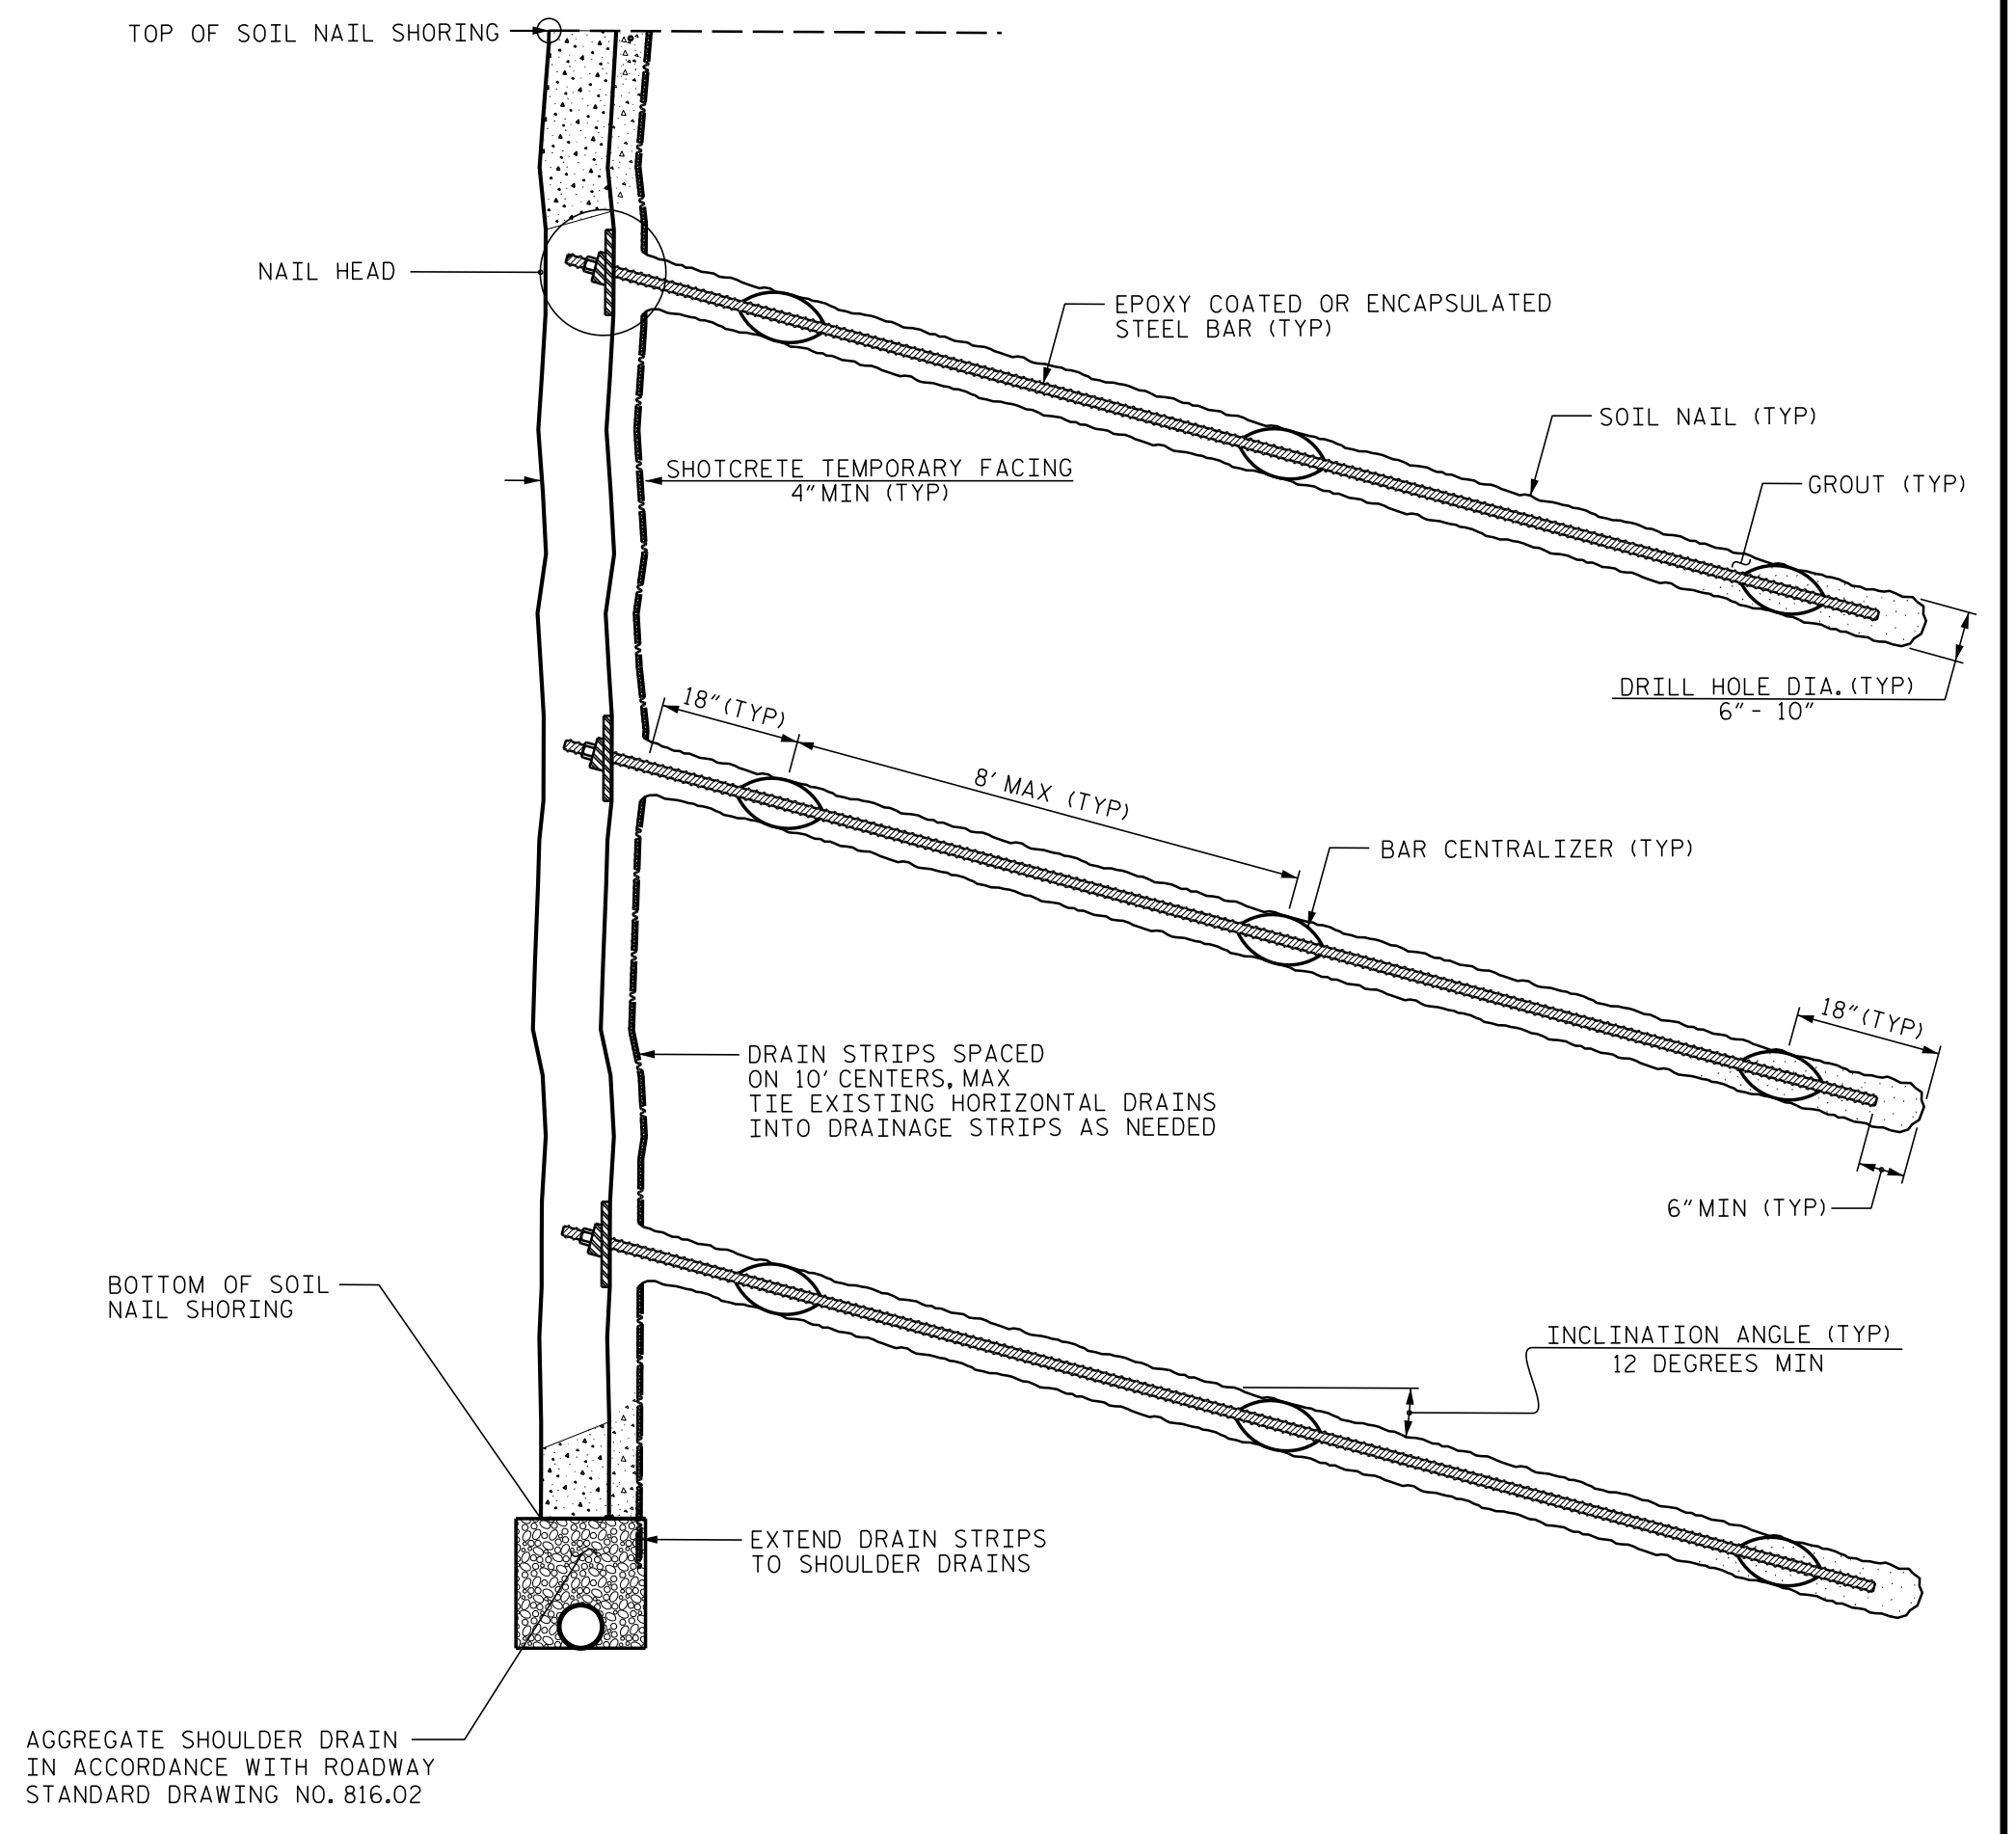 TOP OF SOIL NAIL SHORING
NAIL HEAD
EPOXY COATED OR ENCAPSULATED
STEEL BAR (TYP)
SOIL NAIL (TYP)
GROUT (TYP)
SHOTCRETE TEMPORARY FACING
4" MIN (TYP)
DRILL HOLE DIA. (TYP)
6" - 10"
18" (TYP)
8' MAX (TYP)
BAR CENTRALIZER (TYP)
18" (TYP)
DRAIN STRIPS SPACED
ON 10' CENTERS, MAX
TIE EXISTING HORIZONTAL DRAINS
INTO DRAINAGE STRIPS AS NEEDED
6" MIN (TYP)
BOTTOM OF SOIL
NAIL SHORING
INCLINATION ANGLE (TYP)
12 DEGREES MIN
EXTEND DRAIN STRIPS
TO SHOULDER DRAINS
AGGREGATE SHOULDER DRAIN
IN ACCORDANCE WITH ROADWAY
STANDARD DRAWING NO. 816.02